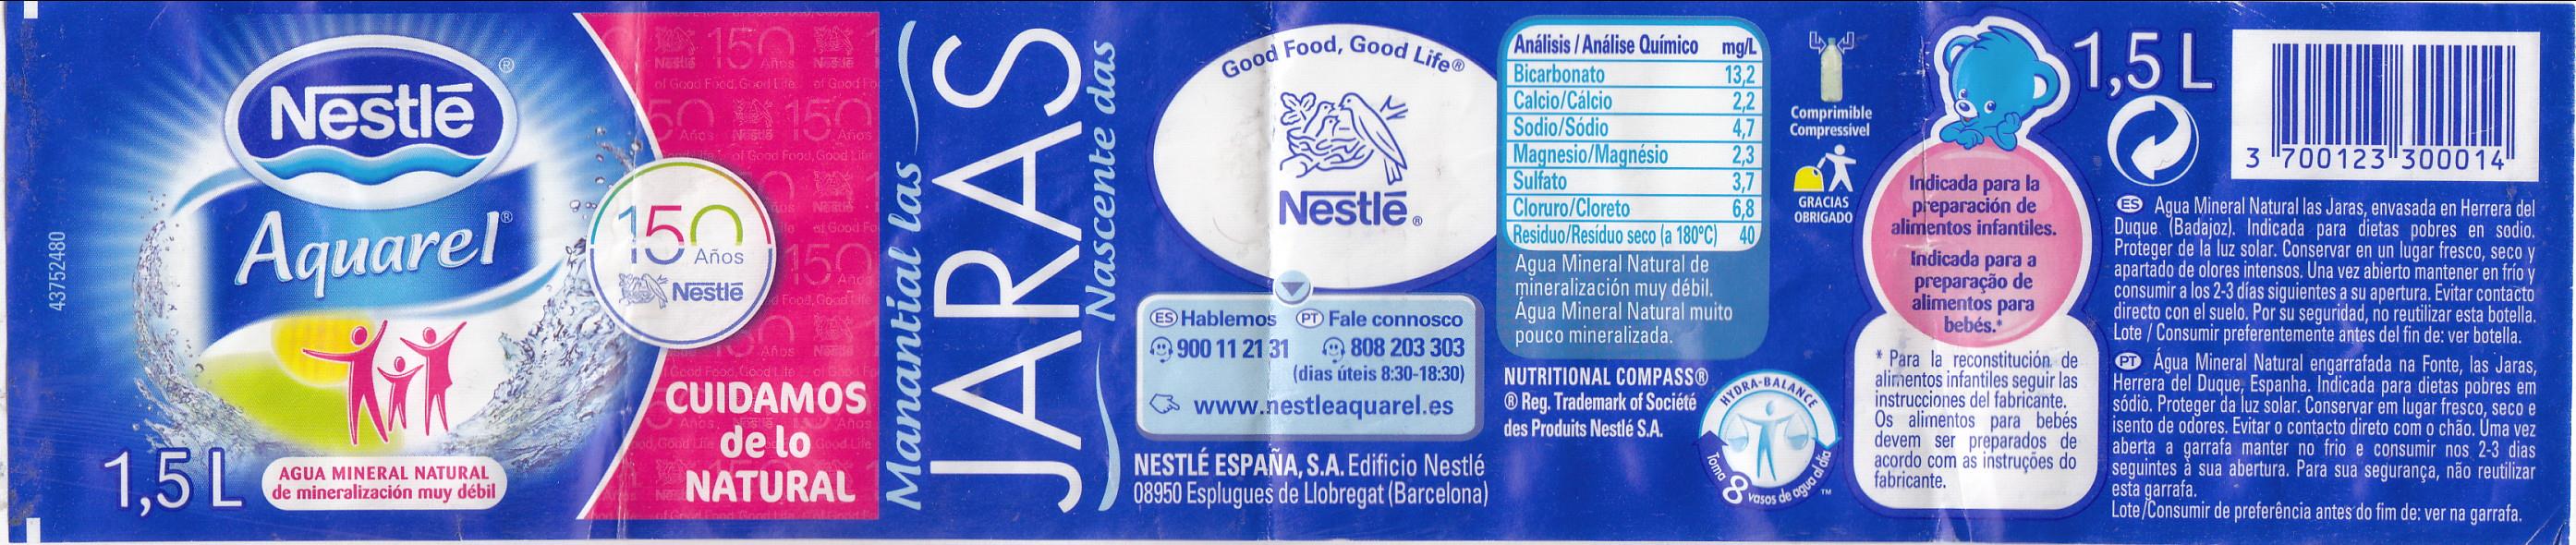 43752480
Nestlé®
Aquarel®
1,5 L
AGUA MINERAL NATURAL
de mineralización muy débil
150
Años
Nestlé
CUIDAMOS
de lo
NATURAL
Manantial las
JARAS
Nascente das
Good Food, Good Life®
Nestlé®
ES Hablemos
900 11 21 31
PT Fale connosco
808 203 303
(dias úteis 8:30-18:30)
www.nestleaquarel.es
NESTLÉ ESPAÑA, S.A. Edificio Nestlé
08950 Esplugues de Llobregat (Barcelona)
Análisis / Análise Químico mg/L
Bicarbonato 13,2
Calcio/Cálcio 2,2
Sodio/Sódio 4,7
Magnesio/Magnésio 2,3
Sulfato 3,7
Cloruro/Cloreto 6,8
Residuo/Resíduo seco (a 180°C) 40
Agua Mineral Natural de
mineralización muy débil.
Água Mineral Natural muito
pouco mineralizada.
NUTRITIONAL COMPASS®
® Reg. Trademark of Société
des Produits Nestlé S.A.
HYDRA-BALANCE
Toma 8 vasos de agua al día™
Comprimible
Compressivel
GRACIAS
OBRIGADO
Indicada para la
preparación de
alimentos infantiles.
Indicada para a
preparação de
alimentos para
bebés.*
* Para la reconstitución de
alimentos infantiles seguir las
instrucciones del fabricante.
Os alimentos para bebés
devem ser preparados de
acordo com as instruções do
fabricante.
1,5 L
3 700123 300014
ES Agua Mineral Natural las Jaras, envasada en Herrera del
Duque (Badajoz). Indicada para dietas pobres en sodio.
Proteger de la luz solar. Conservar en un lugar fresco, seco y
apartado de olores intensos. Una vez abierto mantener en frío y
consumir a los 2-3 días siguientes a su apertura. Evitar contacto
directo con el suelo. Por su seguridad, no reutilizar esta botella.
Lote / Consumir preferentemente antes del fin de: ver botella.
PT Água Mineral Natural engarrafada na Fonte, las Jaras,
Herrera del Duque, Espanha. Indicada para dietas pobres em
sódio. Proteger da luz solar. Conservar em lugar fresco, seco e
isento de odores. Evitar o contacto direto com o chão. Uma vez
aberta a garrafa manter no frio e consumir nos 2-3 dias
seguintes à sua abertura. Para sua segurança, não reutilizar
esta garrafa.
Lote/Consumir de preferência antes do fim de: ver na garrafa.